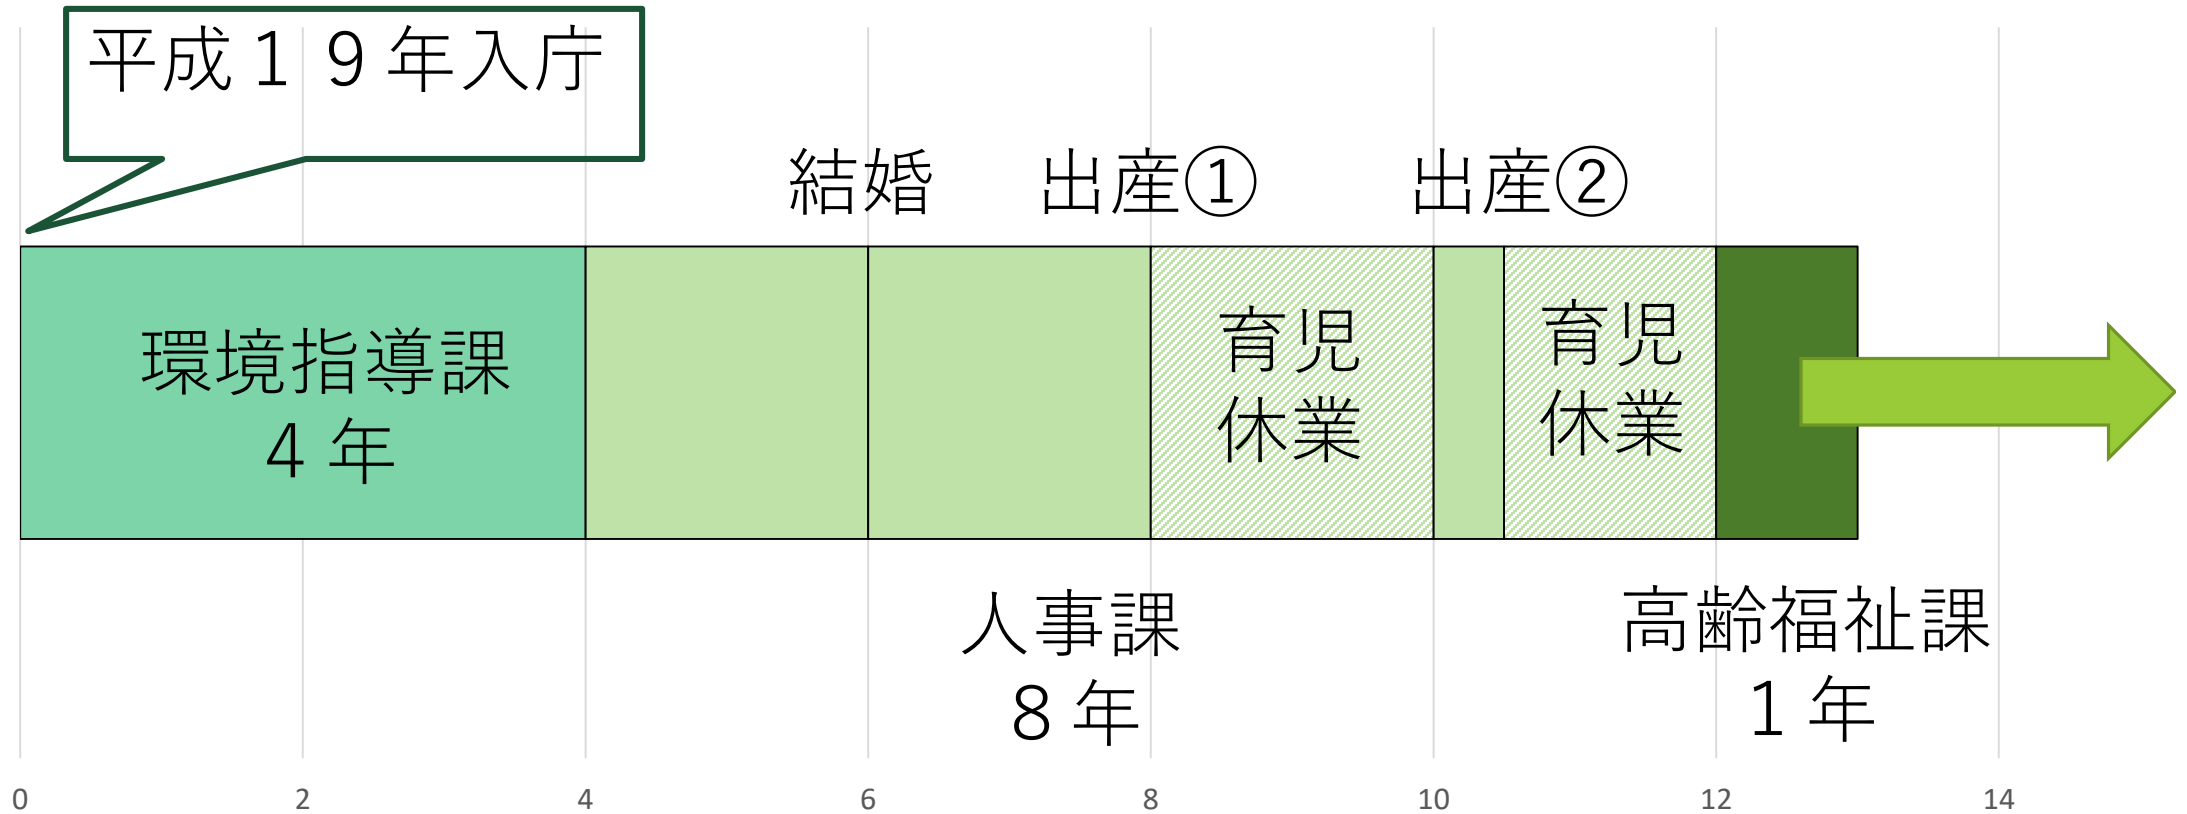 平成１９年入庁
結婚
出産①
出産②
環境指導課
４年
育児
休業
育児
休業
人事課
８年
高齢福祉課
１年
0
2
4
6
8
10
12
14